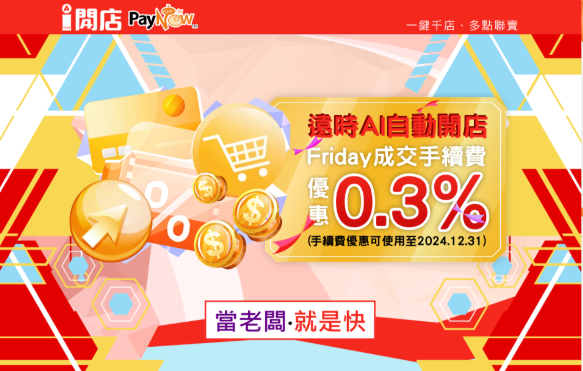 AI開店 PayNow
一鍵千店、多點聯賣
遠時AI自動開店
Friday成交手續費
優惠 0.3%
(手續費優惠可使用至2024.12.31)
%
當老闆·就是快